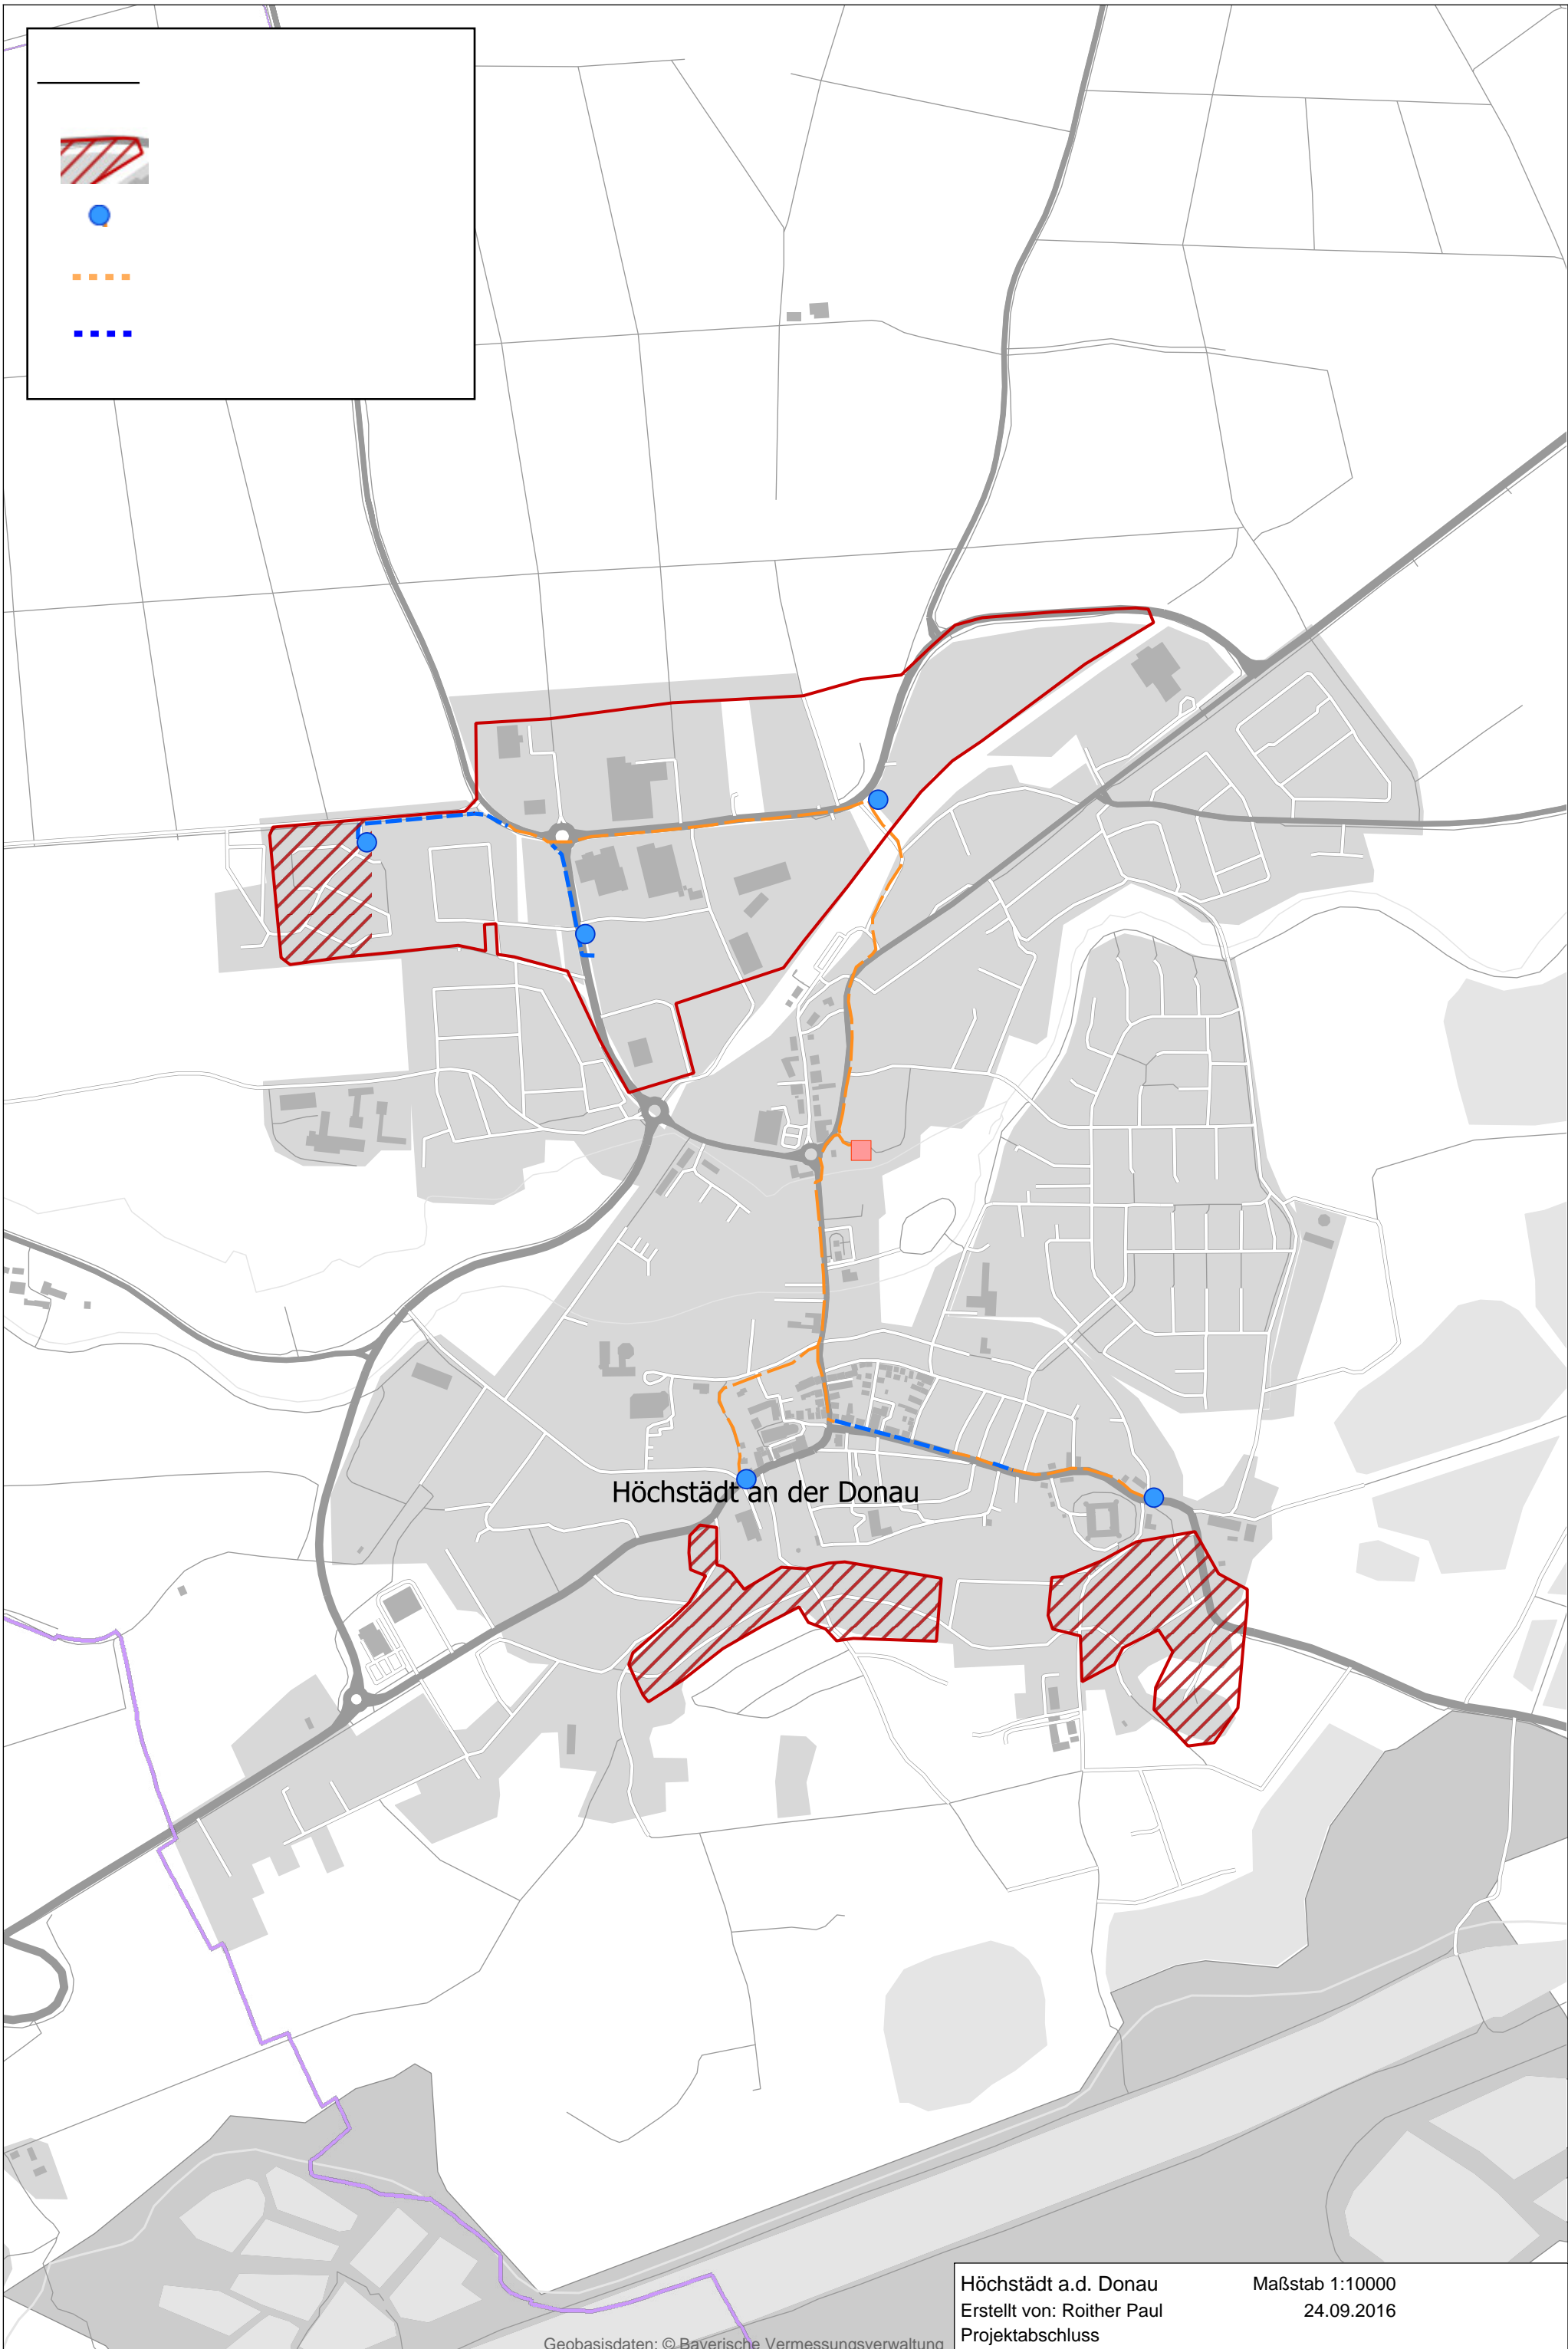 Höchstädt an der Donau
Höchstädt a.d. Donau Maßstab 1:10000
Erstellt von: Roither Paul 24.09.2016
Projektabschluss
Geobasisdaten: © Bayerische Vermessungsverwaltung